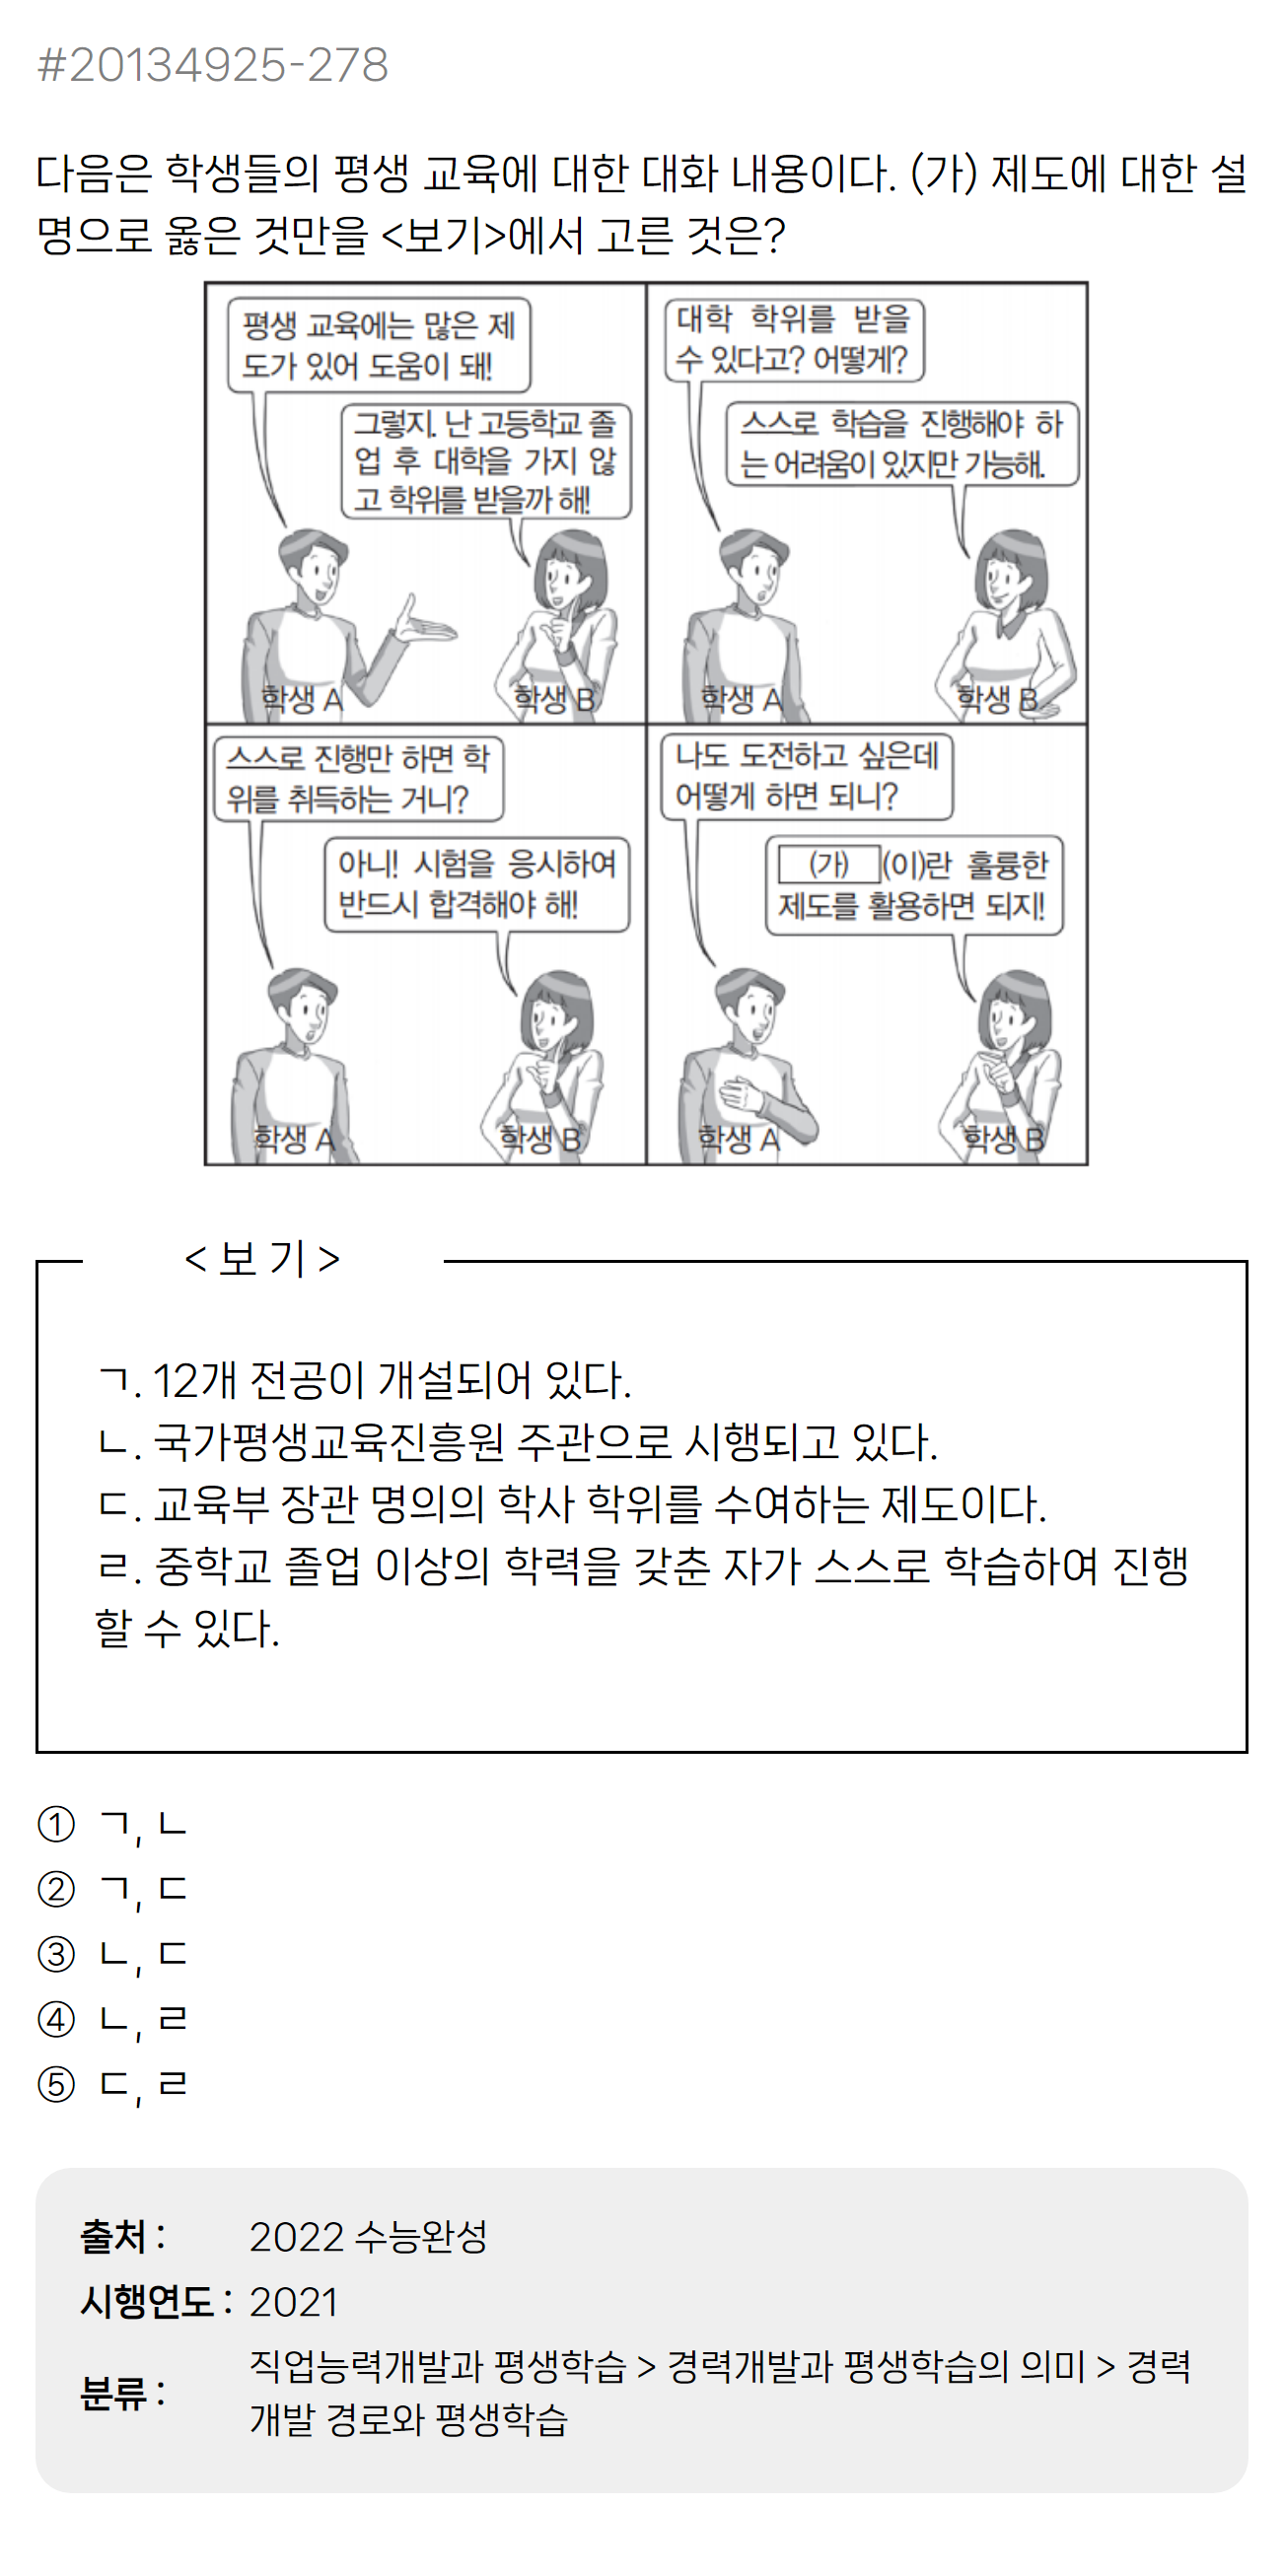 #20134925-278
다음은 학생들의 평생 교육에 대한 대화 내용이다. (가) 제도에 대한 설
명으로 옳은 것만을 <보기>에서 고른 것은?
평생 교육에는 많은 제
도가 있어 도움이 돼!
그렇지. 난 고등학교 졸
업 후 대학을 가지 않
고 학위를 받을까 해!
학생 A
학생 B
대학 학위를 받을
수 있다고? 어떻게?
스스로 학습을 진행해야 하
는 어려움이 있지만 가능해.
학생 A
학생 B
스스로 진행만 하면 학
위를 취득하는 거니?
아니! 시험을 응시하여
반드시 합격해야 해!
학생 A
학생 B
나도 도전하고 싶은데
어떻게 하면 되니?
(가) (이)란 훌륭한
제도를 활용하면 되지!
학생 A
학생 B
< 보 기 >
ㄱ. 12개 전공이 개설되어 있다.
ㄴ. 국가평생교육진흥원 주관으로 시행되고 있다.
ㄷ. 교육부 장관 명의의 학사 학위를 수여하는 제도이다.
ㄹ. 중학교 졸업 이상의 학력을 갖춘 자가 스스로 학습하여 진행
할 수 있다.
① ㄱ, ㄴ
② ㄱ, ㄷ
③ ㄴ, ㄷ
④ ㄴ, ㄹ
⑤ ㄷ, ㄹ
출처 : 2022 수능완성
시행연도 : 2021
분류 : 직업능력개발과 평생학습 > 경력개발과 평생학습의 의미 > 경력
개발 경로와 평생학습